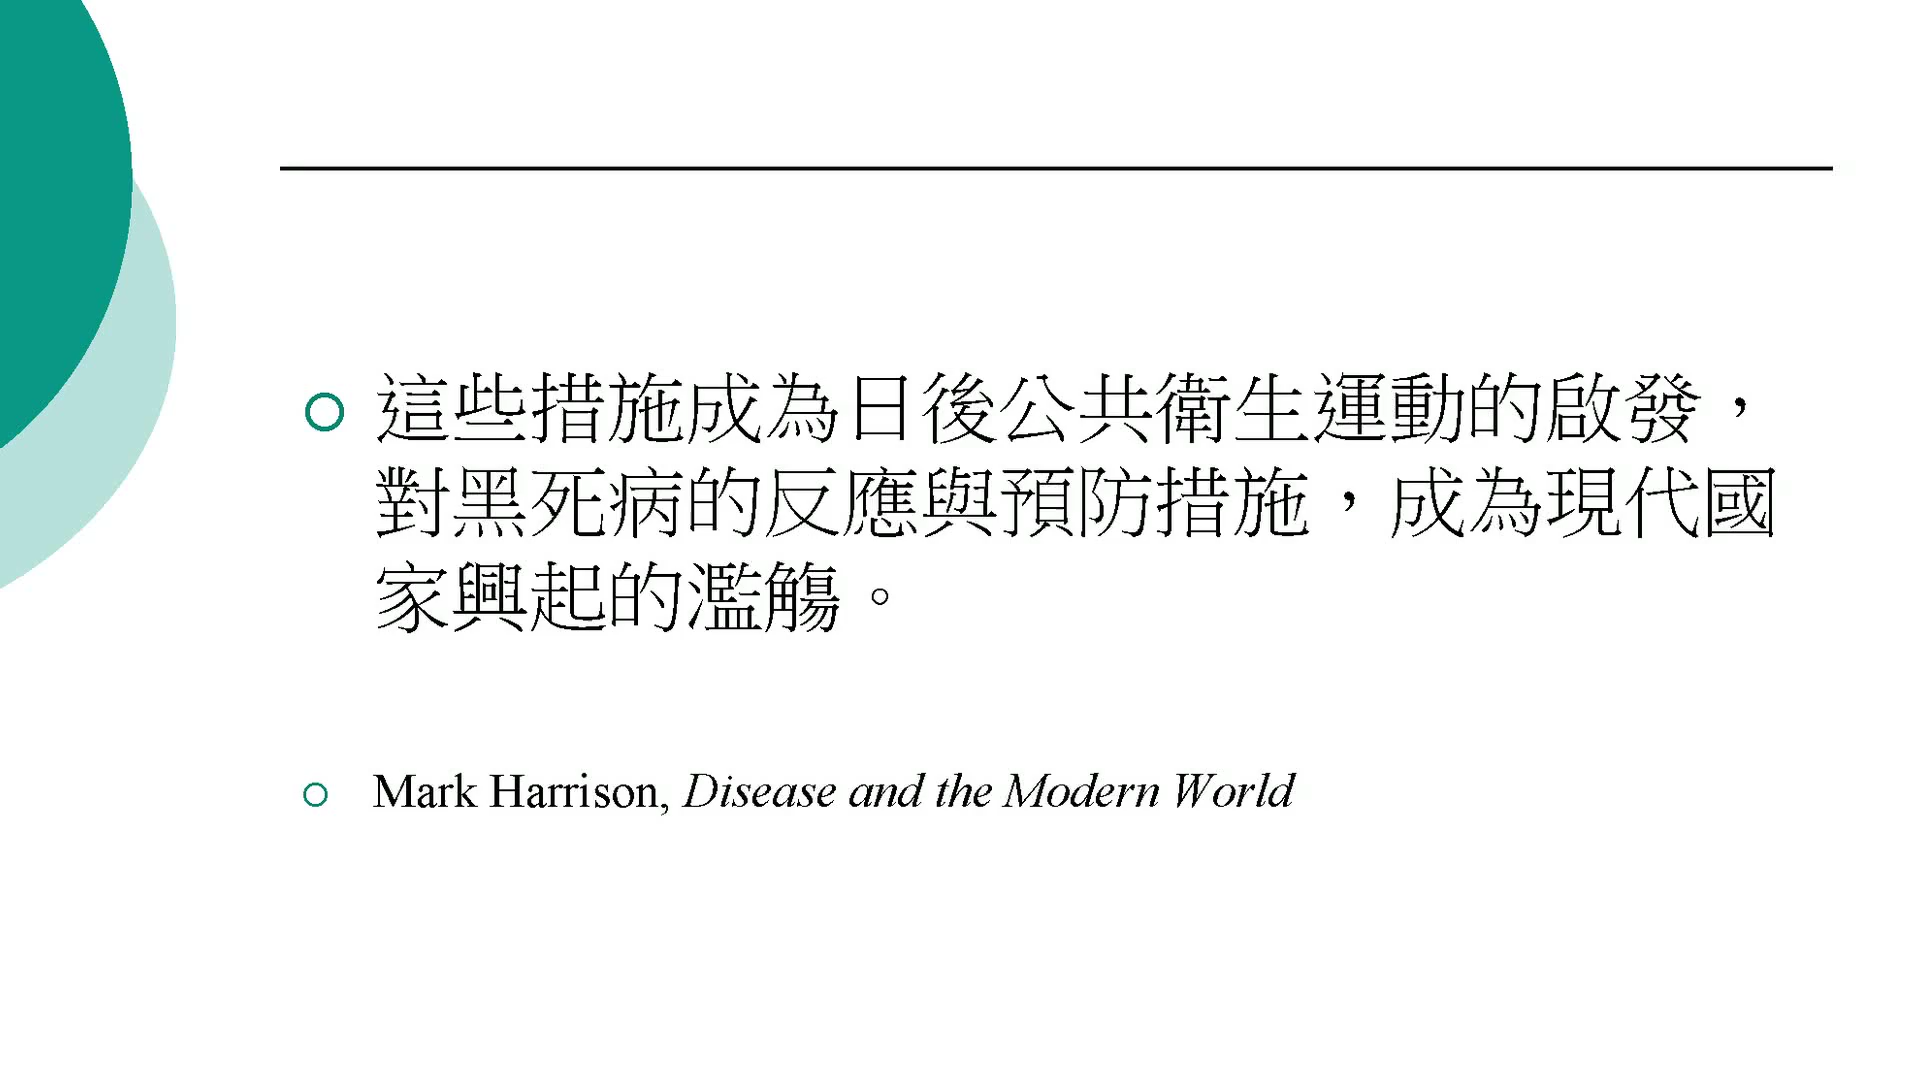 這些措施成為日後公共衛生運動的啟發，
對黑死病的反應與預防措施，成為現代國
家興起的濫觴。
Mark Harrison, Disease and the Modern World